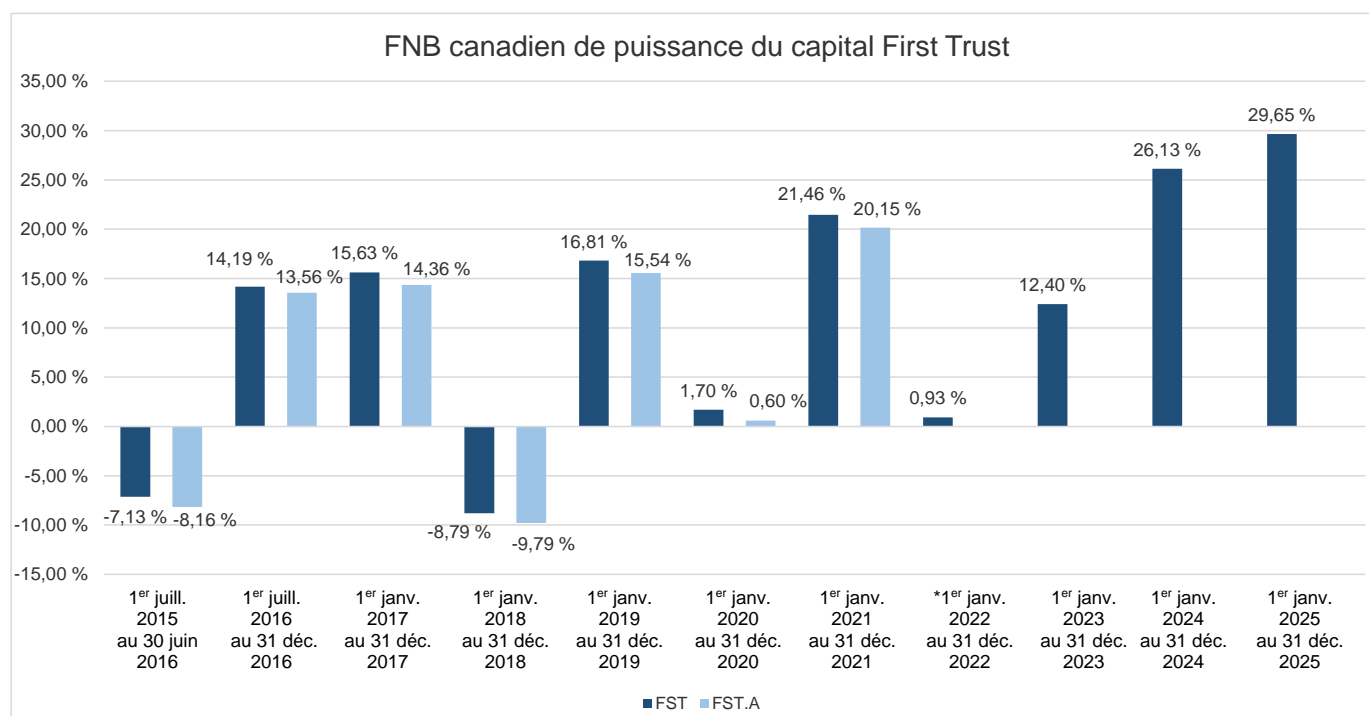 FNB canadien de puissance du capital First Trust
35,00 %
30,00 %
25,00 %
20,00 %
15,00 %
10,00 %
5,00 %
0,00 %
-5,00 %
-10,00 %
-15,00 %
-7,13 %
-8,16 %
14,19 %
13,56 %
15,63 %
14,36 %
-8,79 %
-9,79 %
16,81 %
15,54 %
1,70 %
0,60 %
21,46 %
20,15 %
0,93 %
12,40 %
26,13 %
29,65 %
1er juill.
2015
au 30 juin
2016
1er juill.
2016
au 31 déc.
2016
1er janv.
2017
au 31 déc.
2017
1er janv.
2018
au 31 déc.
2018
1er janv.
2019
au 31 déc.
2019
1er janv.
2020
au 31 déc.
2020
1er janv.
2021
au 31 déc.
2021
*1er janv.
2022
au 31 déc.
2022
1er janv.
2023
au 31 déc.
2023
1er janv.
2024
au 31 déc.
2024
1er janv.
2025
au 31 déc.
2025
FST
FST.A